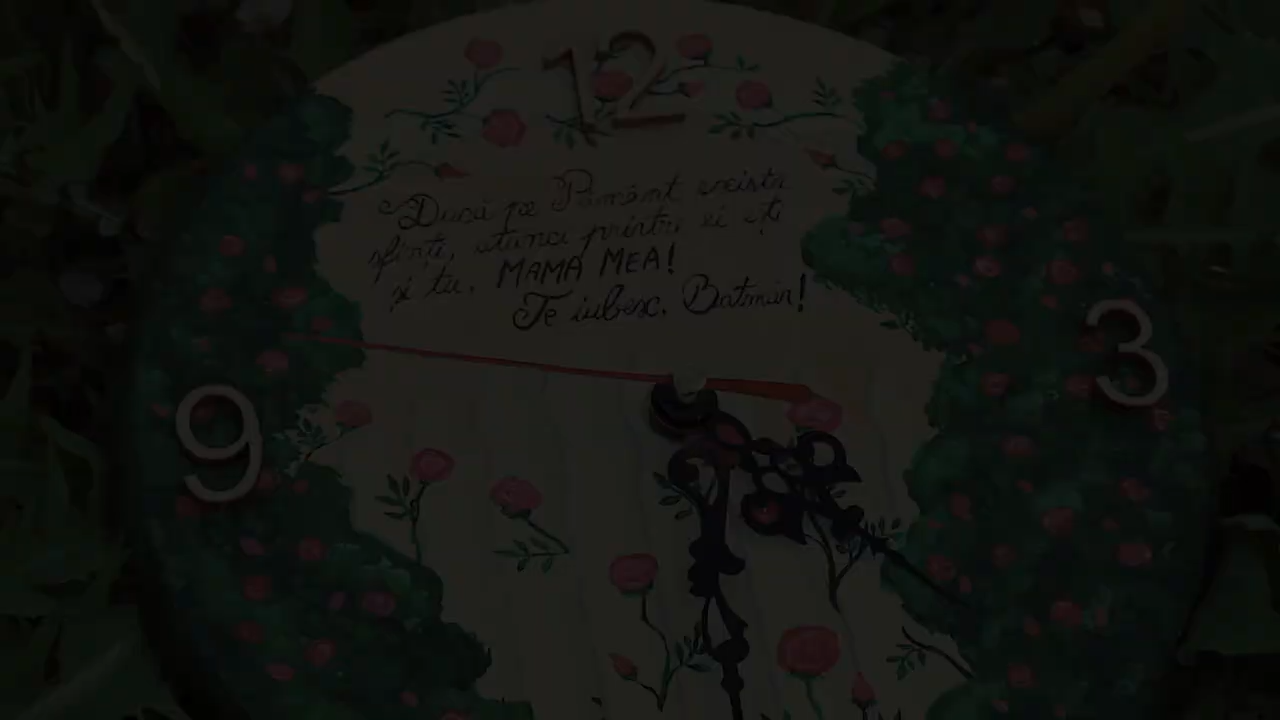 12
Dacă pe Pământ există
sfinți, atunci printre ei ești
și tu, MAMA MEA!
Te iubesc, Batman!
3
9